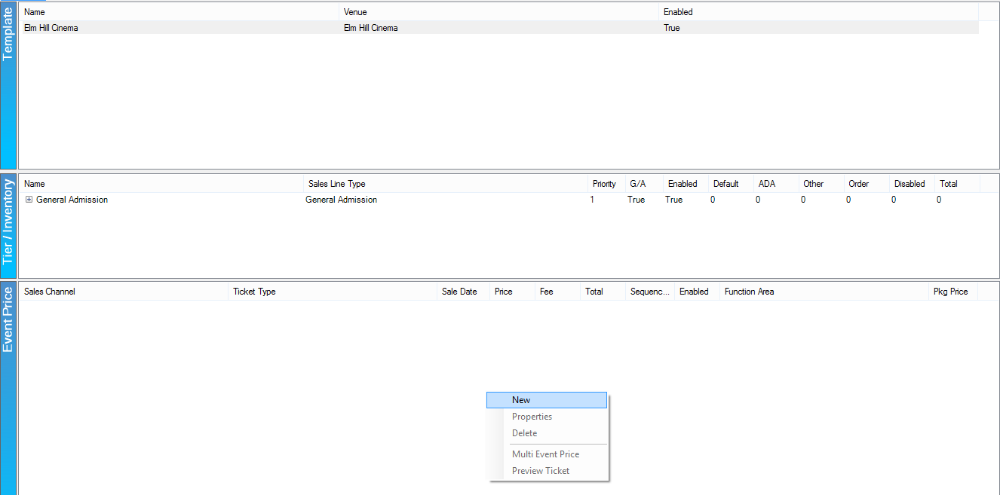 Template
Name Venue Enabled
Elm Hill Cinema Elm Hill Cinema True
Tier / Inventory
Name Sales Line Type Priority G/A Enabled Default ADA Other Order Disabled Total
General Admission General Admission 1 True True 0 0 0 0 0 0
Event Price
Sales Channel Ticket Type Sale Date Price Fee Total Sequenc... Enabled Function Area Pkg Price
New
Properties
Delete
Multi Event Price
Preview Ticket